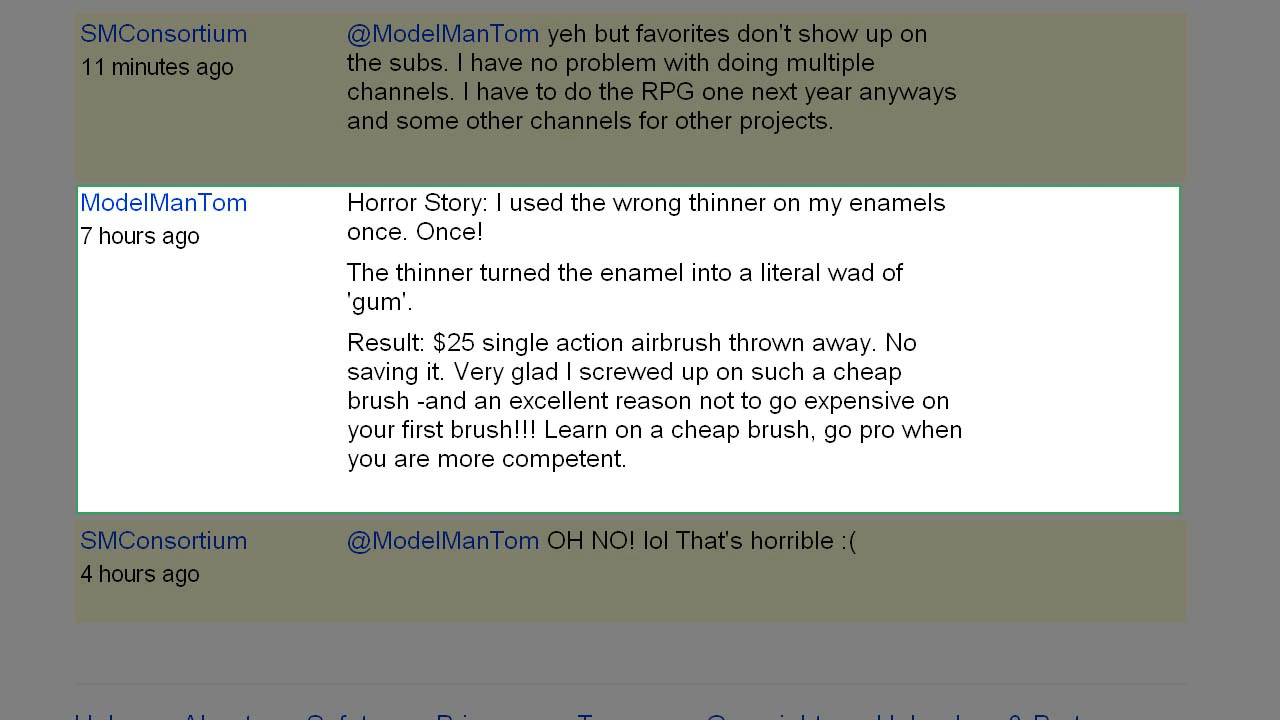 SMConsortium
11 minutes ago
@ModelManTom yeh but favorites don't show up on
the subs. I have no problem with doing multiple
channels. I have to do the RPG one next year anyways
and some other channels for other projects.
ModelManTom
7 hours ago
Horror Story: I used the wrong thinner on my enamels
once. Once!
The thinner turned the enamel into a literal wad of
'gum'.
Result: $25 single action airbrush thrown away. No
saving it. Very glad I screwed up on such a cheap
brush -and an excellent reason not to go expensive on
your first brush!!! Learn on a cheap brush, go pro when
you are more competent.
SMConsortium
4 hours ago
@ModelManTom OH NO! lol That's horrible :(